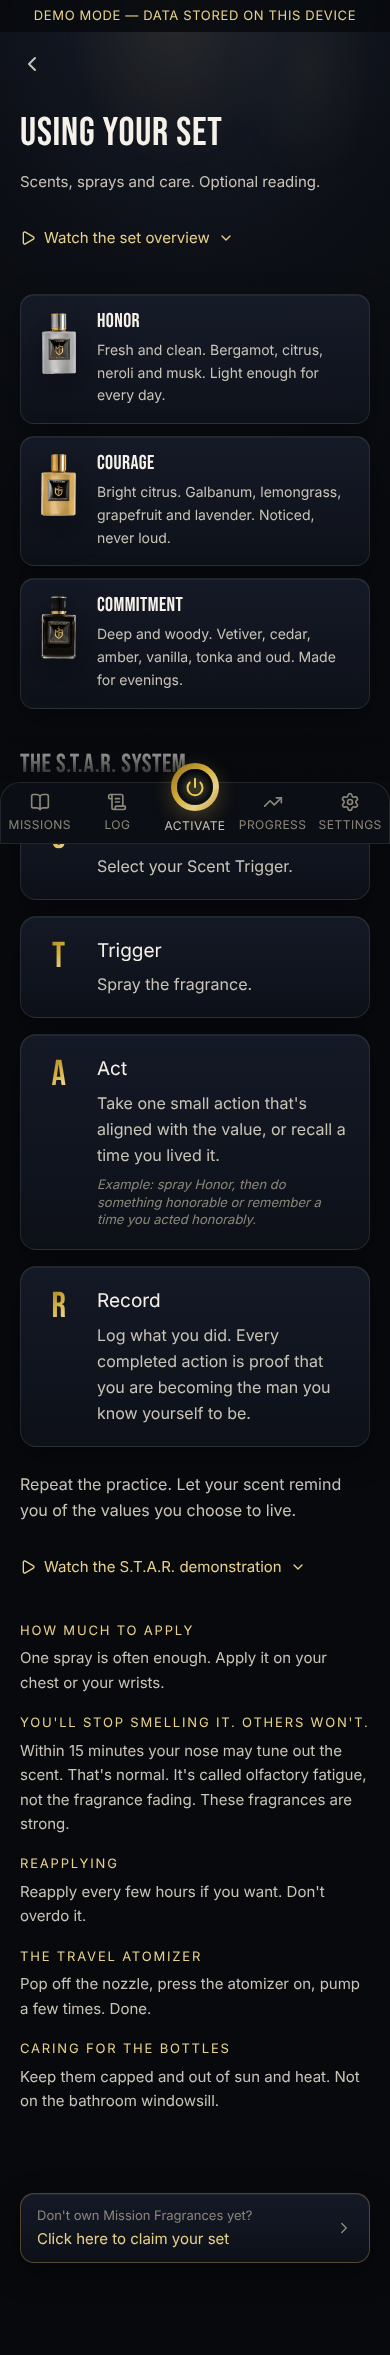 DEMO MODE — DATA STORED ON THIS DEVICE
USING YOUR SET
Scents, sprays and care. Optional reading.
Watch the set overview
HONOR
Fresh and clean. Bergamot, citrus,
neroli and musk. Light enough for
every day.
COURAGE
Bright citrus. Galbanum, lemongrass,
grapefruit and lavender. Noticed,
never loud.
COMMITMENT
Deep and woody. Vetiver, cedar,
amber, vanilla, tonka and oud. Made
for evenings.
THE S.T.A.R. SYSTEM
MISSIONS
LOG
ACTIVATE
PROGRESS
SETTINGS
Select your Scent Trigger.
T
Trigger
Spray the fragrance.
A
Act
Take one small action that's
aligned with the value, or recall a
time you lived it.
Example: spray Honor, then do
something honorable or remember a
time you acted honorably.
R
Record
Log what you did. Every
completed action is proof that
you are becoming the man you
know yourself to be.
Repeat the practice. Let your scent remind
you of the values you choose to live.
Watch the S.T.A.R. demonstration
HOW MUCH TO APPLY
One spray is often enough. Apply it on your
chest or your wrists.
YOU'LL STOP SMELLING IT. OTHERS WON'T.
Within 15 minutes your nose may tune out the
scent. That's normal. It's called olfactory fatigue,
not the fragrance fading. These fragrances are
strong.
REAPPLYING
Reapply every few hours if you want. Don't
overdo it.
THE TRAVEL ATOMIZER
Pop off the nozzle, press the atomizer on, pump
a few times. Done.
CARING FOR THE BOTTLES
Keep them capped and out of sun and heat. Not
on the bathroom windowsill.
Don't own Mission Fragrances yet?
Click here to claim your set